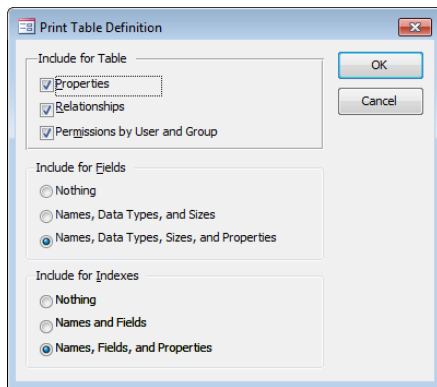 Print Table Definition
Include for Table
Properties
Relationships
Permissions by User and Group
OK
Cancel
Include for Fields
Nothing
Names, Data Types, and Sizes
Names, Data Types, Sizes, and Properties
Include for Indexes
Nothing
Names and Fields
Names, Fields, and Properties